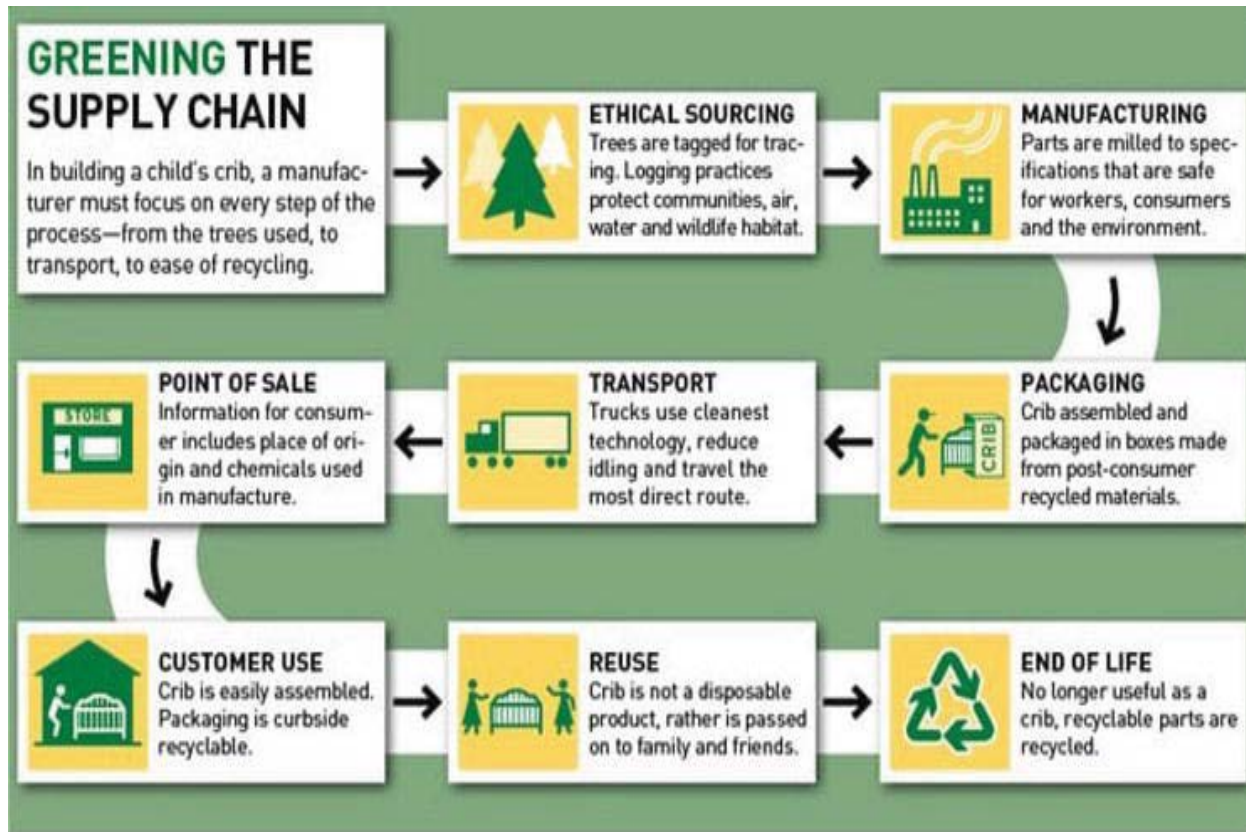 GREENING THE
SUPPLY CHAIN
In building a child's crib, a manufac-
turer must focus on every step of the
process—from the trees used, to
transport, to ease of recycling.
ETHICAL SOURCING
Trees are tagged for trac-
ing. Logging practices
protect communities, air,
water and wildlife habitat.
MANUFACTURING
Parts are milled to spec-
ifications that are safe
for workers, consumers
and the environment.
PACKAGING
Crib assembled and
packaged in boxes made
from post-consumer
recycled materials.
CRIB
TRANSPORT
Trucks use cleanest
technology, reduce
idling and travel the
most direct route.
POINT OF SALE
Information for consum-
er includes place of ori-
gin and chemicals used
in manufacture.
STORE
CUSTOMER USE
Crib is easily assembled.
Packaging is curbside
recyclable.
REUSE
Crib is not a disposable
product, rather is passed
on to family and friends.
END OF LIFE
No longer useful as a
crib, recyclable parts are
recycled.